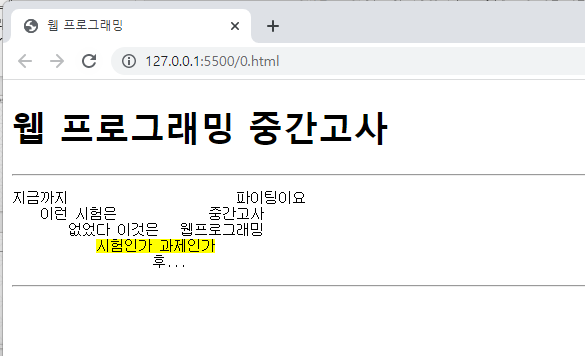 웹 프로그래밍
127.0.0.1:5500/0.html
웹 프로그래밍 중간고사
지금까지 파이팅이요
이런 시험은 중간고사
없었다 이것은 웹프로그래밍
시험인가 과제인가
후...